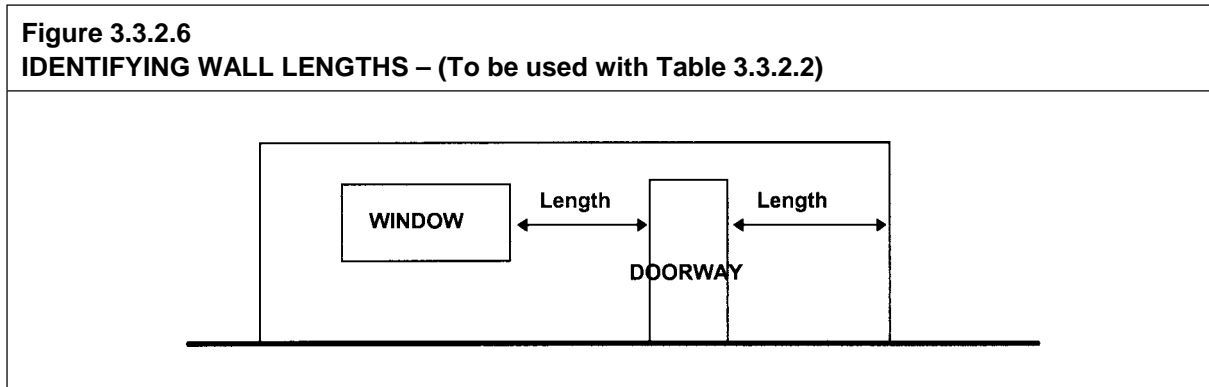 Figure 3.3.2.6
IDENTIFYING WALL LENGTHS – (To be used with Table 3.3.2.2)
Length
Length
WINDOW
DOORWAY